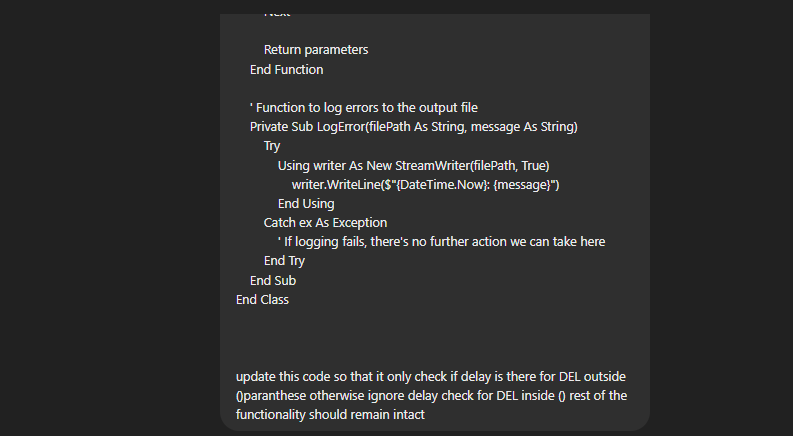 Next
Return parameters
End Function
' Function to log errors to the output file
Private Sub LogError(filePath As String, message As String)
Try
Using writer As New StreamWriter(filePath, True)
writer.WriteLine($"{DateTime.Now}: {message}")
End Using
Catch ex As Exception
' If logging fails, there's no further action we can take here
End Try
End Sub
End Class
update this code so that it only check if delay is there for DEL outside
()paranthese otherwise ignore delay check for DEL inside () rest of the
functionality should remain intact